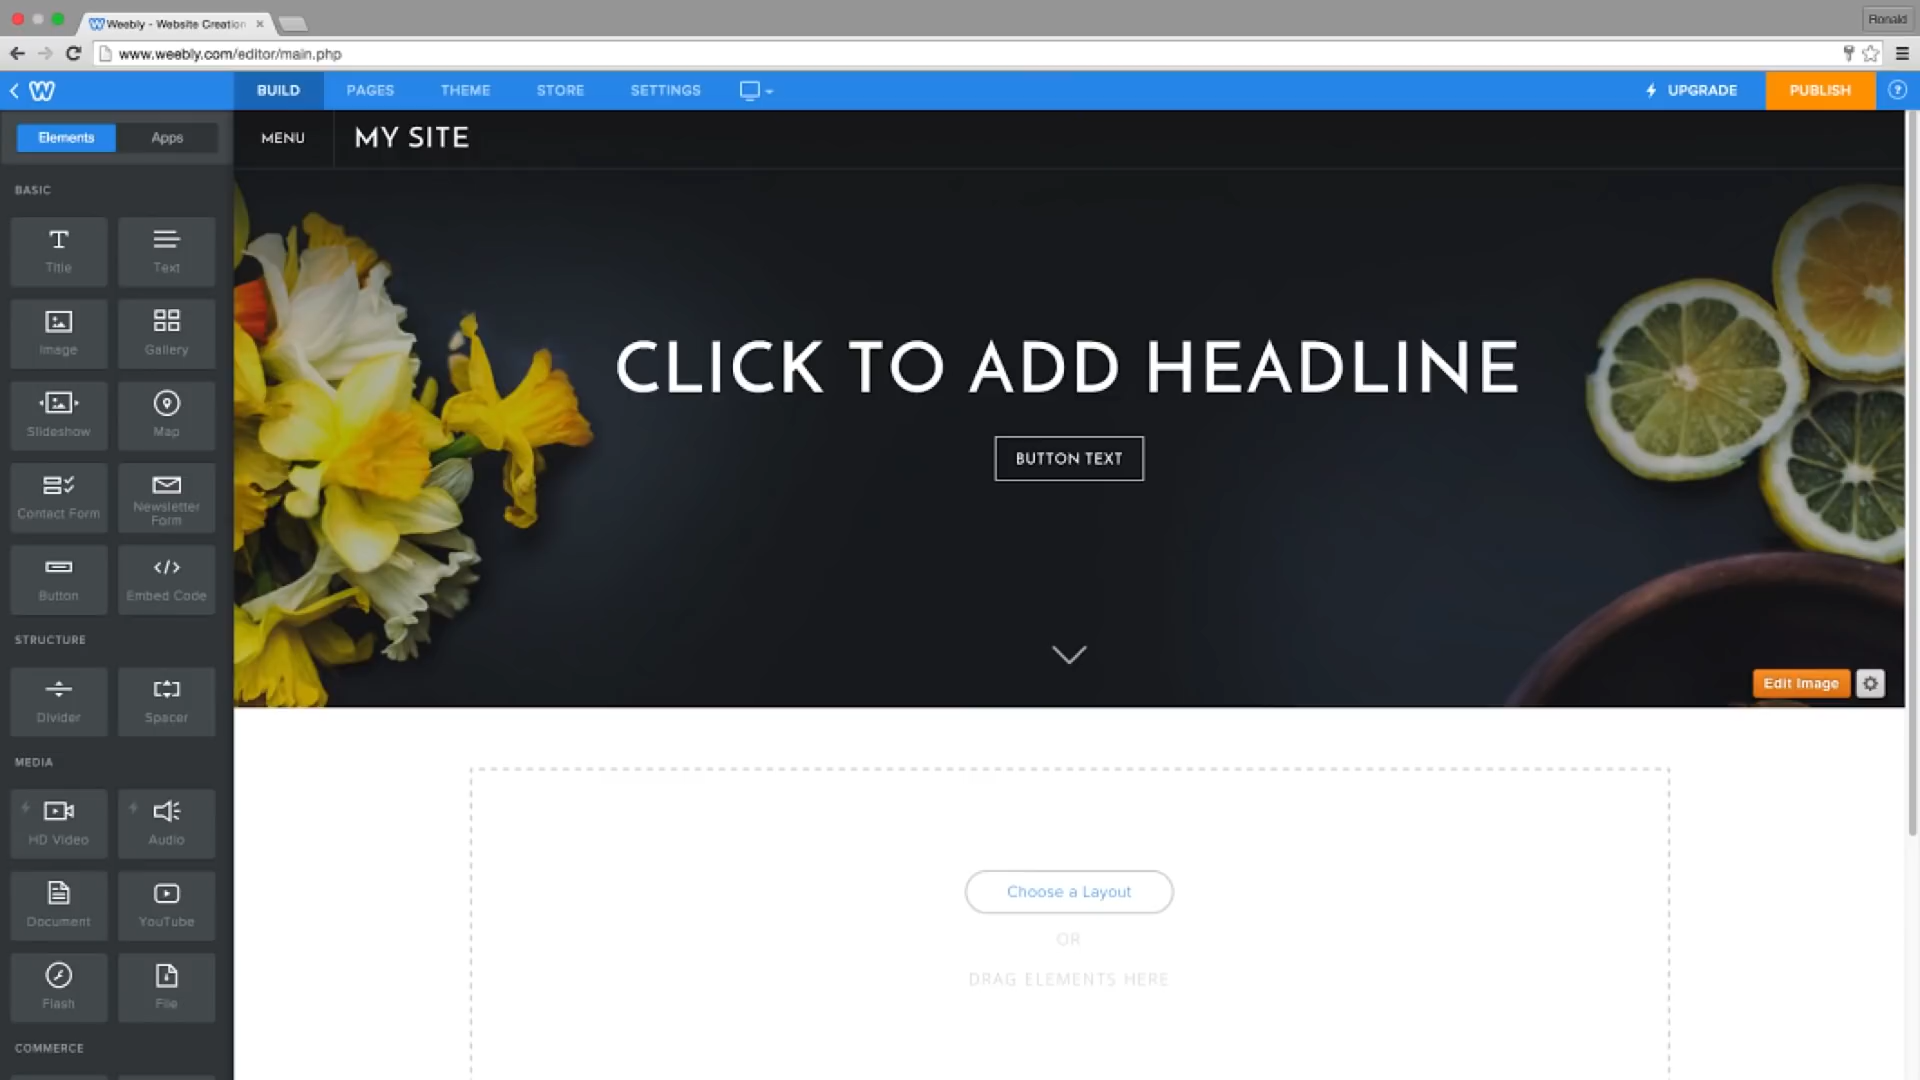 Weebly - Website Creation
Ronald
www.weebly.com/editor/main.php
BUILD
PAGES
THEME
STORE
SETTINGS
UPGRADE
PUBLISH
Elements
Apps
MENU
MY SITE
BASIC
Title
Text
Image
Gallery
Slideshow
Map
Contact Form
Newsletter
Form
Button
Embed Code
STRUCTURE
Divider
Spacer
MEDIA
HD Video
Audio
Document
YouTube
Flash
File
COMMERCE
CLICK TO ADD HEADLINE
BUTTON TEXT
Edit Image
Choose a Layout
OR
DRAG ELEMENTS HERE